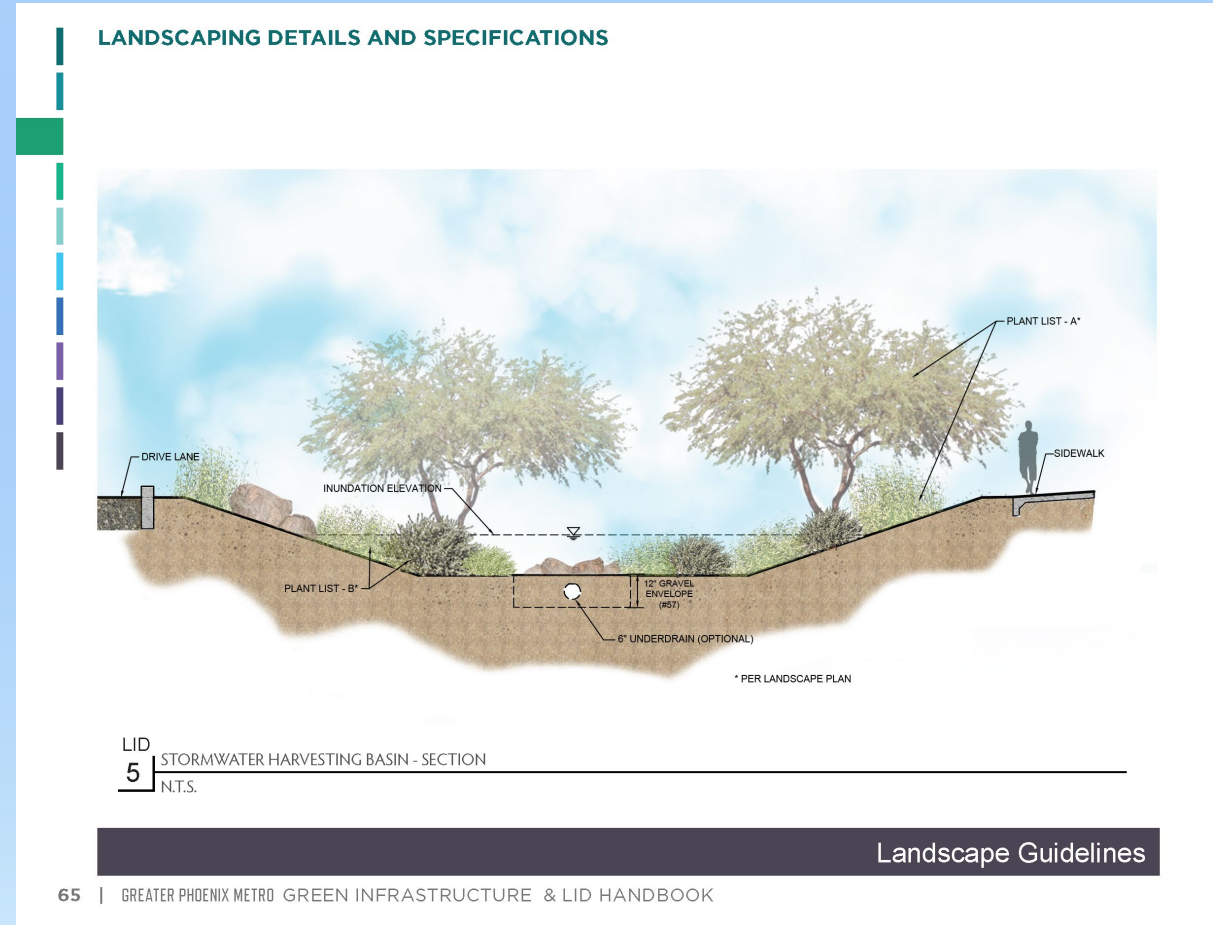 LANDSCAPING DETAILS AND SPECIFICATIONS
PLANT LIST - A*
DRIVE LANE
SIDEWALK
INUNDATION ELEVATION
PLANT LIST - B*
12" GRAVEL
ENVELOPE
(#57)
6" UNDERDRAIN (OPTIONAL)
* PER LANDSCAPE PLAN
LID
5
STORMWATER HARVESTING BASIN - SECTION
N.T.S.
Landscape Guidelines
65 | GREATER PHOENIX METRO GREEN INFRASTRUCTURE & LID HANDBOOK